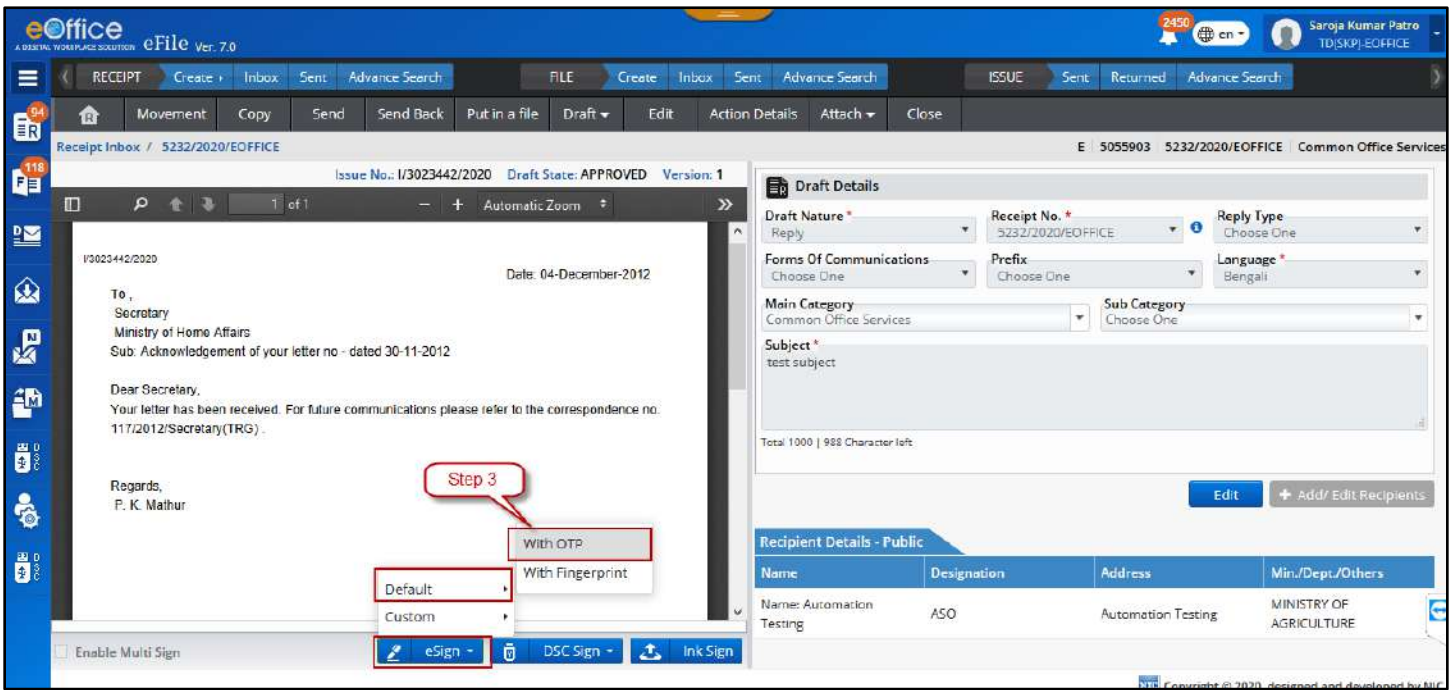 eOffice
A DIGITAL WORKPLACE SOLUTION eFile Ver. 7.0
2450
en
Saroja Kumar Patro
TD(SKP)-EOFFICE
RECEIPT Create Inbox Sent Advance Search FILE Create Inbox Sent Advance Search ISSUE Sent Returned Advance Search
94
R
118
F
D
N
M
DSC
DSC
R Movement Copy Send Send Back Put in a file Draft Edit Action Details Attach Close
Receipt Inbox / 5232/2020/EOFFICE
E 5055903 5232/2020/EOFFICE Common Office Services
Issue No.: I/3023442/2020 Draft State: APPROVED Version: 1
1 of 1 − + Automatic Zoom
I/3023442/2020
Date: 04-December-2012
To ,
Secretary
Ministry of Home Affairs
Sub: Acknowledgement of your letter no - dated 30-11-2012
Dear Secretary,
Your letter has been received. For future communications please refer to the correspondence no.
117/2012/Secretary(TRG) .
Regards,
P. K. Mathur
Step 3
With OTP
With Fingerprint
Default
Custom
Enable Multi Sign
eSign
DSC Sign
Ink Sign
Draft Details
Draft Nature * Receipt No. * Reply Type
Reply 5232/2020/EOFFICE Choose One
Forms Of Communications Prefix Language *
Choose One Choose One Bengali
Main Category Sub Category
Common Office Services Choose One
Subject *
test subject
Total 1000 | 988 Character left
Edit + Add/ Edit Recipients
Recipient Details - Public
Name Designation Address Min./Dept./Others
Name: Automation Testing ASO Automation Testing MINISTRY OF AGRICULTURE
NIC Copyright © 2020, designed and developed by NIC